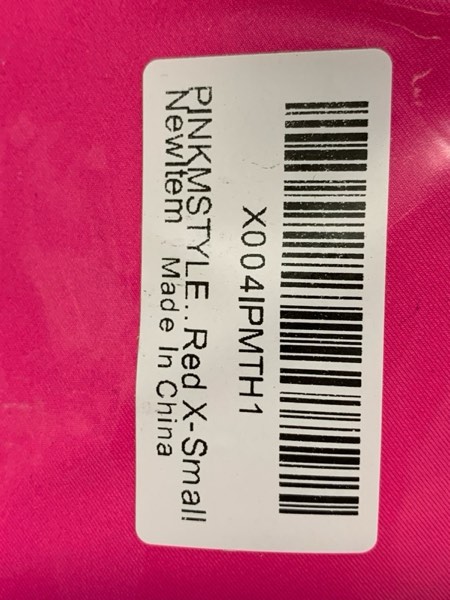 X004IPMTH1
PINKMSTYLE..Red X-Small
NewItem Made In China